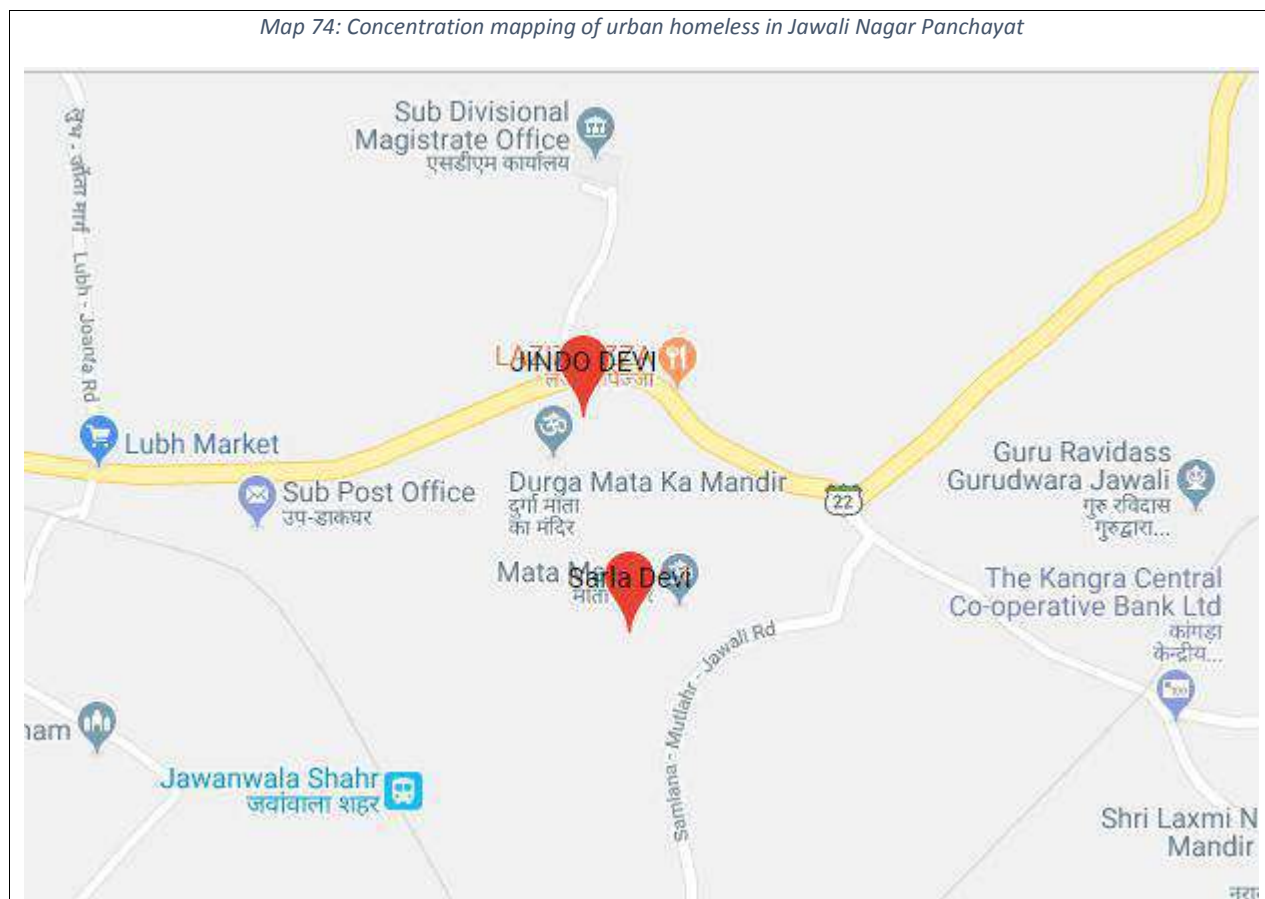 Map 74: Concentration mapping of urban homeless in Jawali Nagar Panchayat
Sub Divisional
Magistrate Office
एसडीएम कार्यालय
लुभ - जौंता मार्ग Lubh - Joanta Rd
JINDO DEVI
Lubh Market
Sub Post Office
उप-डाकघर
Durga Mata Ka Mandir
दुर्गा माता
का मंदिर
22
Guru Ravidass
Gurudwara Jawali
गुरु रविदास
गुरुद्वारा...
Mata
Sarla Devi
The Kangra Central
Co-operative Bank Ltd
कांगड़ा
केन्द्रीय...
Samlana - Mutlahr - Jawali Rd
ham
Jawanwala Shahr
जवांवाला शहर
Shri Laxmi N
Mandir